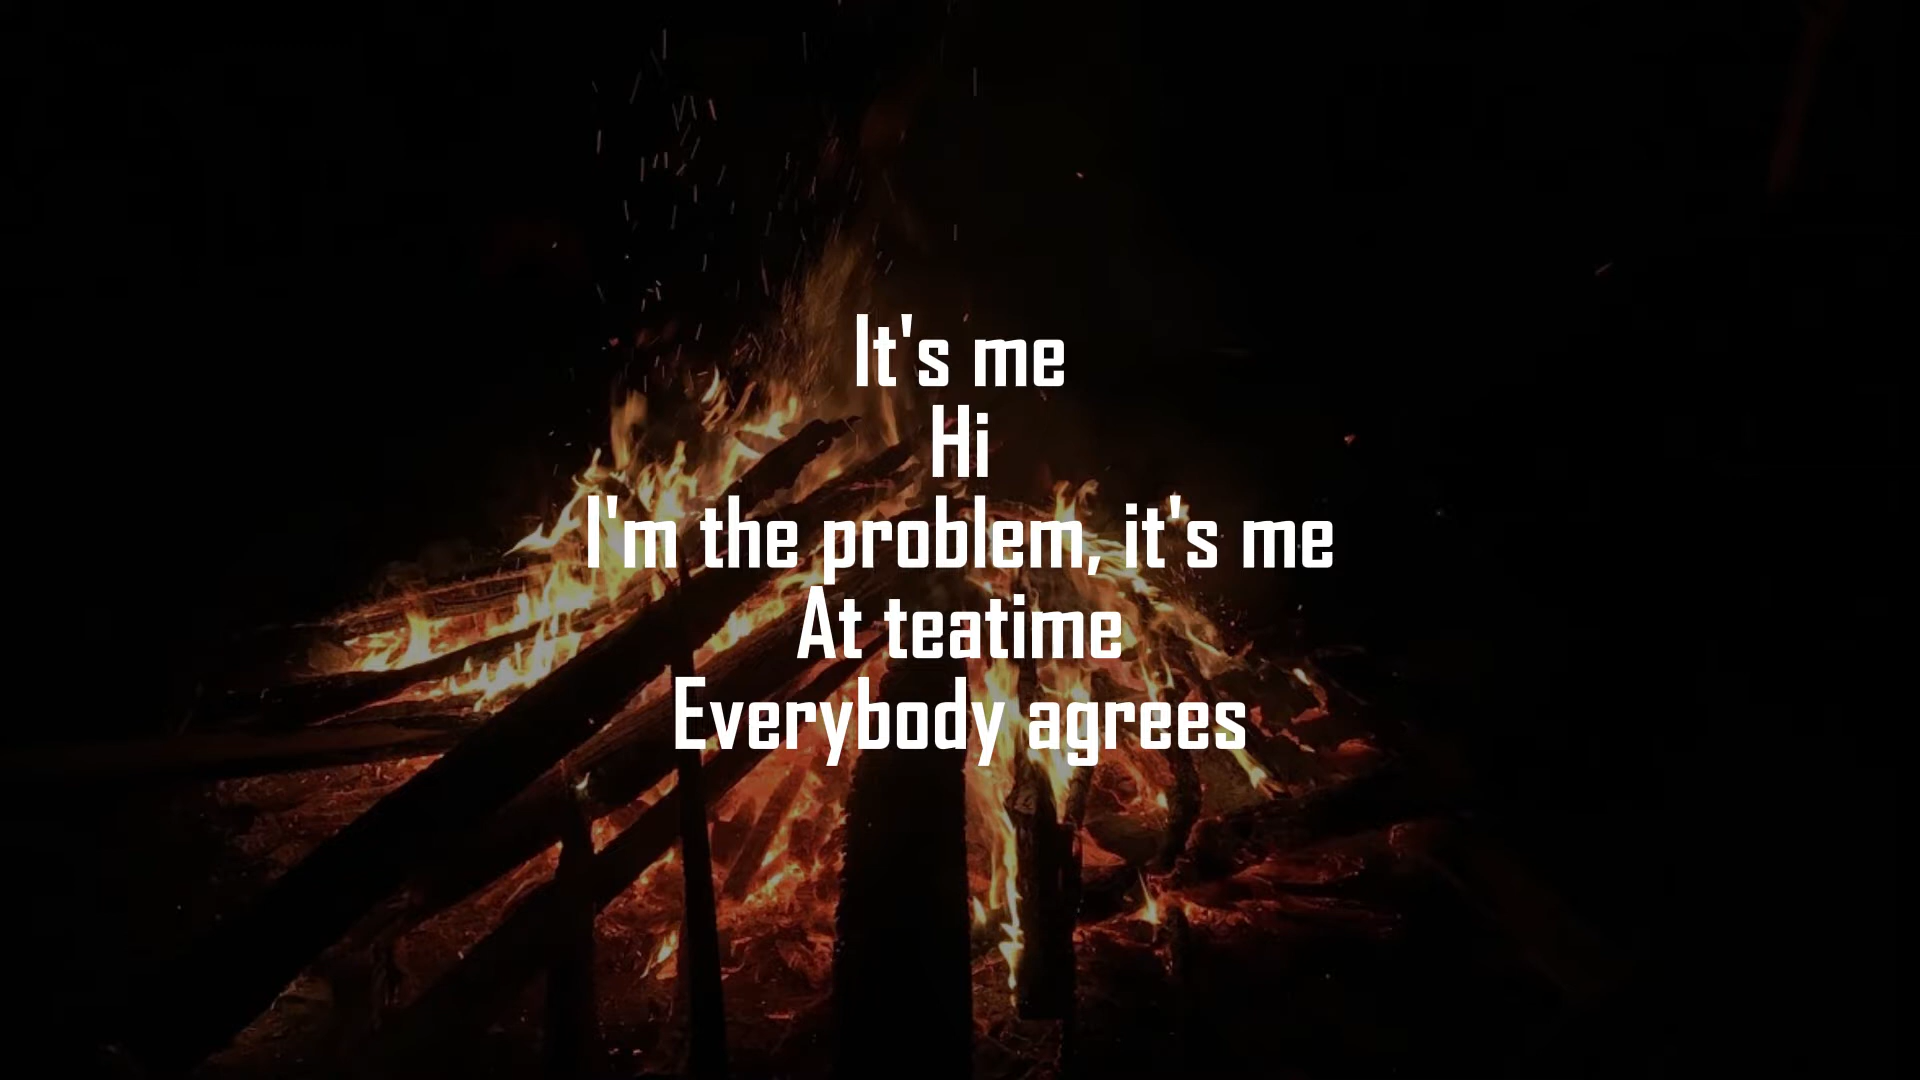 It's me
Hi
I'm the problem, it's me
At teatime
Everybody agrees